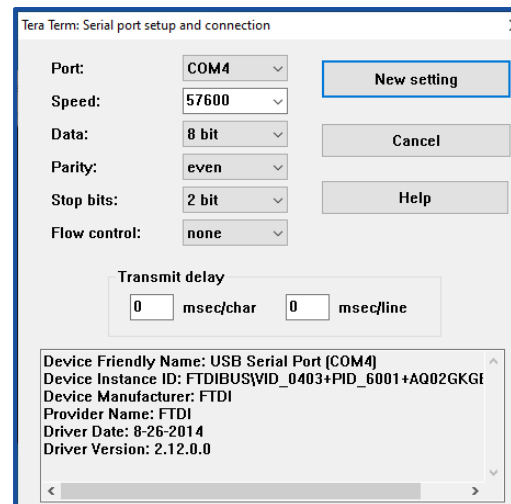 Tera Term: Serial port setup and connection
Port: COM4 New setting
Speed: 57600
Data: 8 bit Cancel
Parity: even
Stop bits: 2 bit Help
Flow control: none
Transmit delay
0 msec/char 0 msec/line
Device Friendly Name: USB Serial Port (COM4)
Device Instance ID: FTDIBUS\VID_0403+PID_6001+AQ02GKGE
Device Manufacturer: FTDI
Provider Name: FTDI
Driver Date: 8-26-2014
Driver Version: 2.12.0.0